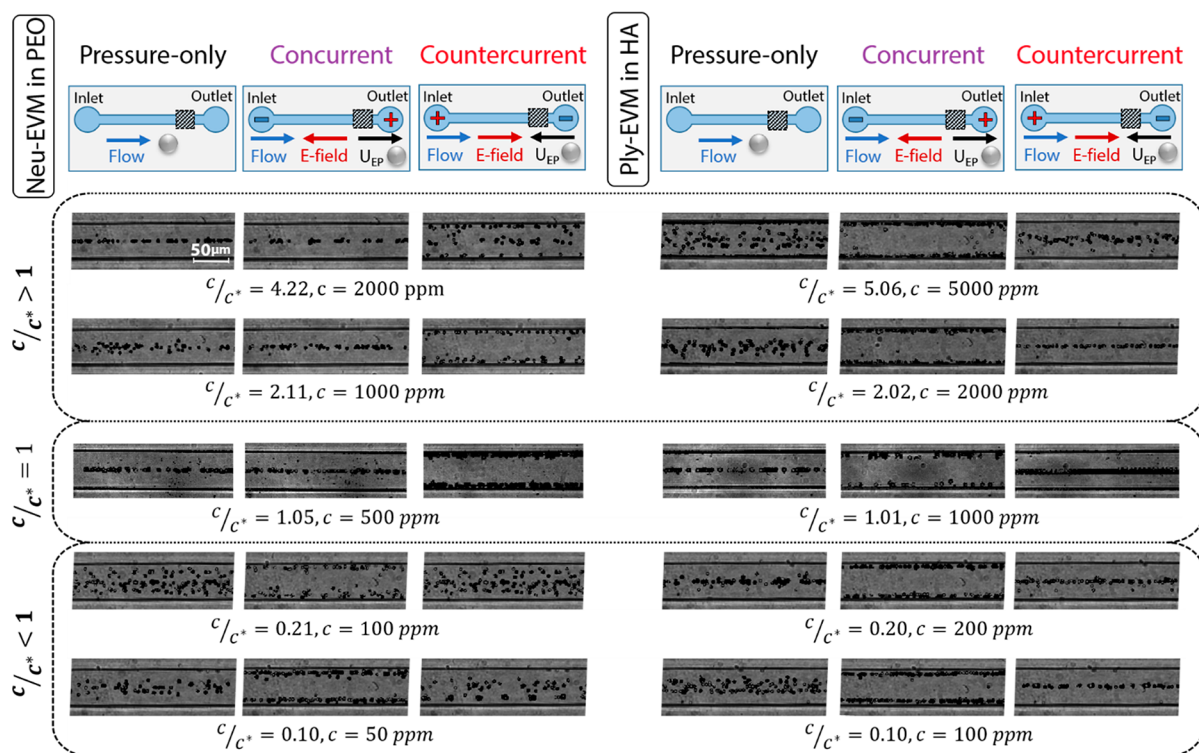 Neu-EVM in PEO
Pressure-only Concurrent Countercurrent
Inlet Outlet
Flow
Inlet Outlet
− +
Flow E-field U_EP
Inlet Outlet
+ −
Flow E-field U_EP
Ply-EVM in HA
Pressure-only Concurrent Countercurrent
Inlet Outlet
Flow
Inlet Outlet
− +
Flow E-field U_EP
Inlet Outlet
+ −
Flow E-field U_EP
c/c* > 1
50μm
c/c* = 4.22, c = 2000 ppm
c/c* = 5.06, c = 5000 ppm
c/c* = 2.11, c = 1000 ppm
c/c* = 2.02, c = 2000 ppm
c/c* = 1
c/c* = 1.05, c = 500 ppm
c/c* = 1.01, c = 1000 ppm
c/c* < 1
c/c* = 0.21, c = 100 ppm
c/c* = 0.20, c = 200 ppm
c/c* = 0.10, c = 50 ppm
c/c* = 0.10, c = 100 ppm